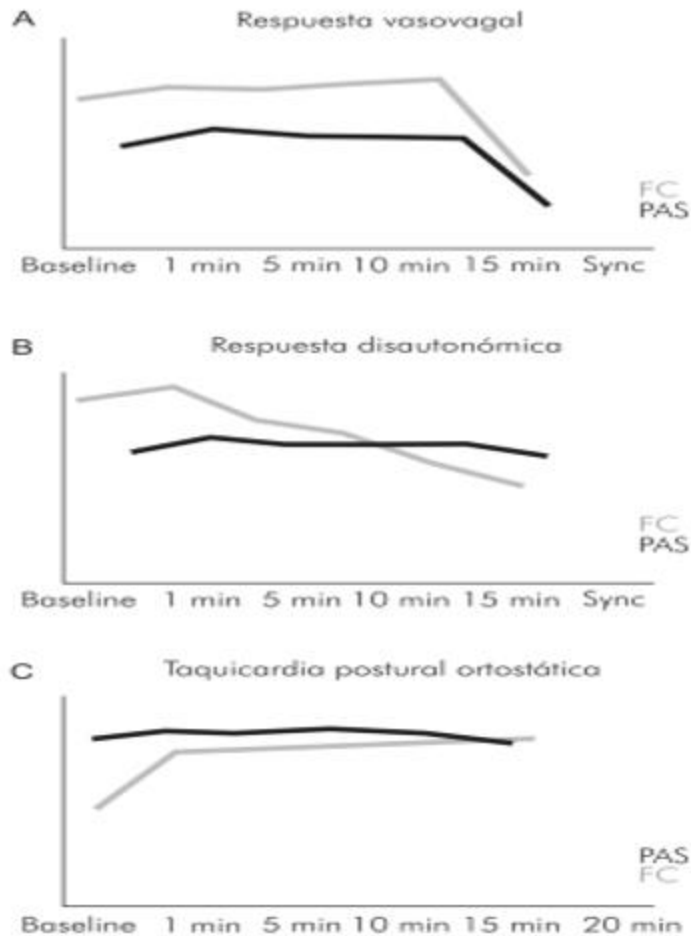 A Respuesta vasovagal
FC
PAS
Baseline 1 min 5 min 10 min 15 min Sync
B Respuesta disautonómica
FC
PAS
Baseline 1 min 5 min 10 min 15 min Sync
C Taquicardia postural ortostática
PAS
FC
Baseline 1 min 5 min 10 min 15 min 20 min